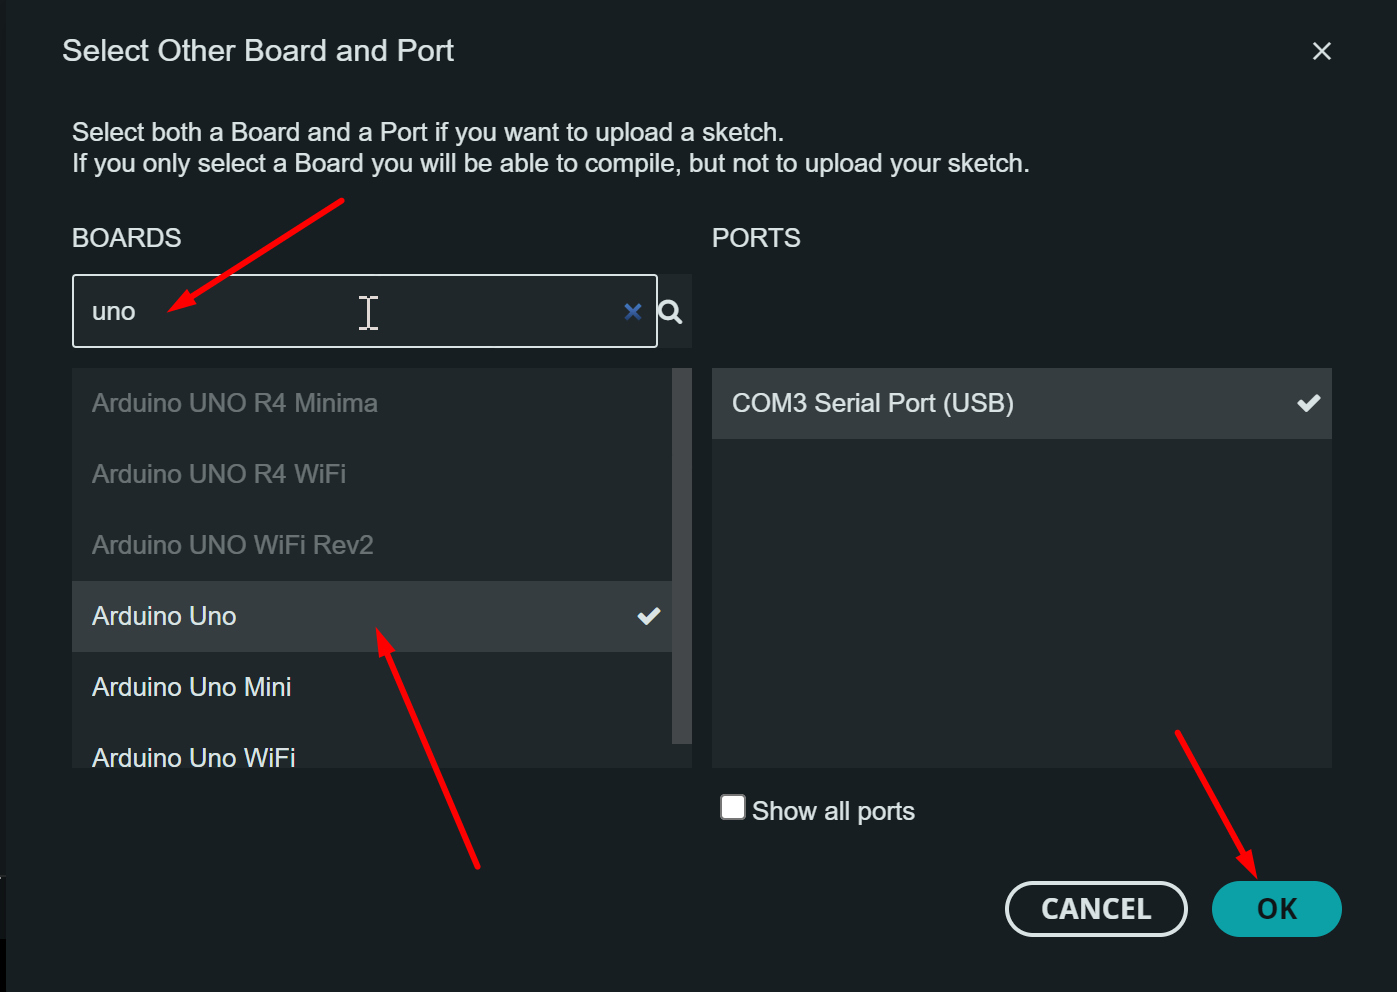 Select Other Board and Port
Select both a Board and a Port if you want to upload a sketch.
If you only select a Board you will be able to compile, but not to upload your sketch.
BOARDS
uno
Arduino UNO R4 Minima
Arduino UNO R4 WiFi
Arduino UNO WiFi Rev2
Arduino Uno
Arduino Uno Mini
Arduino Uno WiFi
PORTS
COM3 Serial Port (USB)
Show all ports
CANCEL
OK